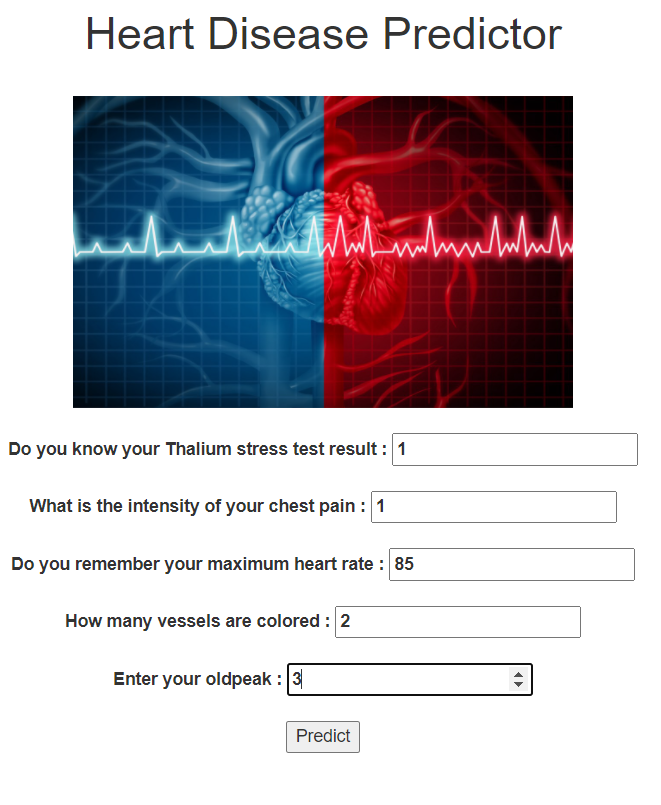 Heart Disease Predictor
Do you know your Thalium stress test result : 1
What is the intensity of your chest pain : 1
Do you remember your maximum heart rate : 85
How many vessels are colored : 2
Enter your oldpeak : 3
Predict